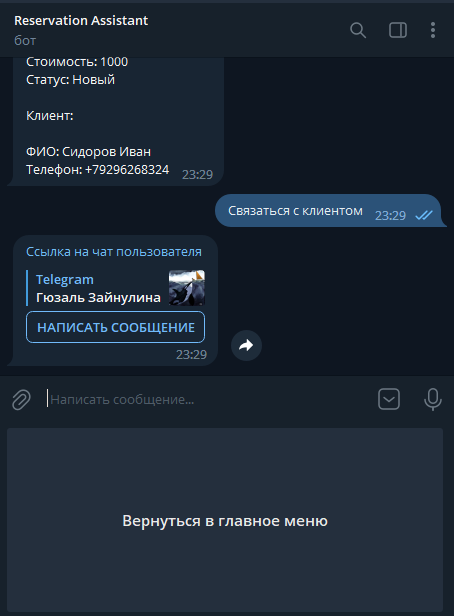 Reservation Assistant
бот
Стоимость: 1000
Статус: Новый
Клиент:
ФИО: Сидоров Иван
Телефон: +79296268324 23:29
Связаться с клиентом 23:29
Ссылка на чат пользователя
Telegram
Гюзаль Зайнулина
НАПИСАТЬ СООБЩЕНИЕ
23:29
Написать сообщение...
Вернуться в главное меню